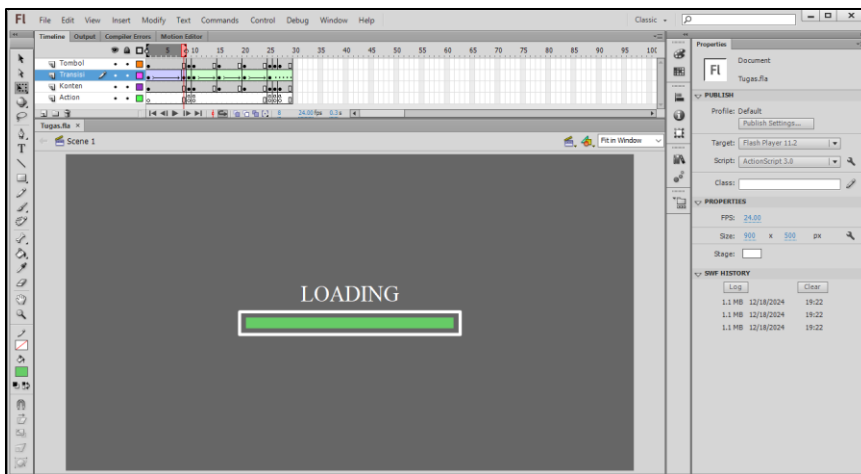 Fl File Edit View Insert Modify Text Commands Control Debug Window Help Classic
Timeline Output Compiler Errors Motion Editor
5 10 15 20 25 30 35 40 45 50 55 60 65 70 75 80 85 90 95 100
Tombol
Transisi
Konten
Action
8 24.00 fps 0.3 s
Tugas.fla ×
Scene 1 Fit in Window
LOADING
Properties
Fl
Document
Tugas.fla
PUBLISH
Profile: Default
Publish Settings...
Target: Flash Player 11.2
Script: ActionScript 3.0
Class:
PROPERTIES
FPS: 24.00
Size: 900 x 500 px
Stage:
SWF HISTORY
Log Clear
1.1 MB 12/18/2024 19:22
1.1 MB 12/18/2024 19:22
1.1 MB 12/18/2024 19:22